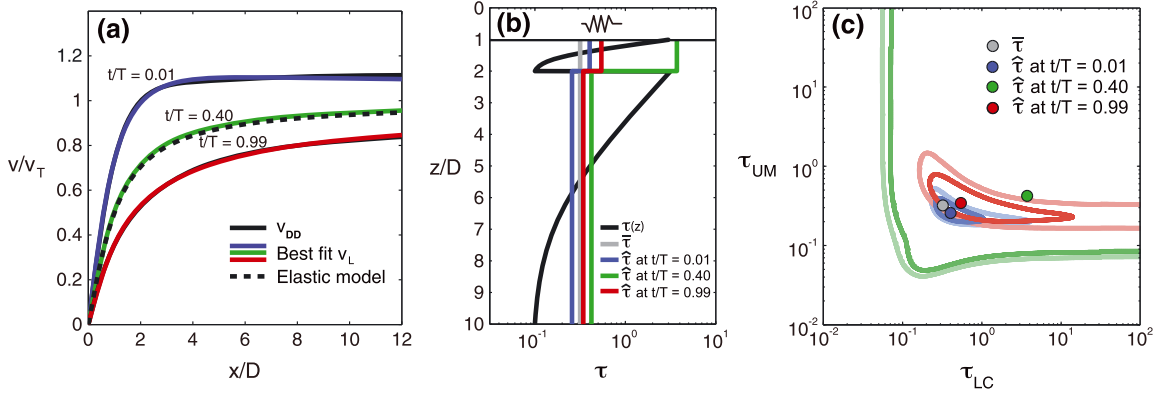 (a)
1.2
1
0.8
0.6
0.4
0.2
0
v/v_T
t/T = 0.01
t/T = 0.40
t/T = 0.99
v_DD
Best fit v_L
Elastic model
0 2 4 6 8 10 12
x/D
(b)
0
1
2
3
4
5
6
7
8
9
10
z/D
τ(z)
τ̅
τ̂ at t/T = 0.01
τ̂ at t/T = 0.40
τ̂ at t/T = 0.99
10^-1 10^0 10^1
τ
(c)
10^2
10^1
10^0
10^-1
10^-2
τ_UM
τ̅
τ̂ at t/T = 0.01
τ̂ at t/T = 0.40
τ̂ at t/T = 0.99
10^-2 10^-1 10^0 10^1 10^2
τ_LC